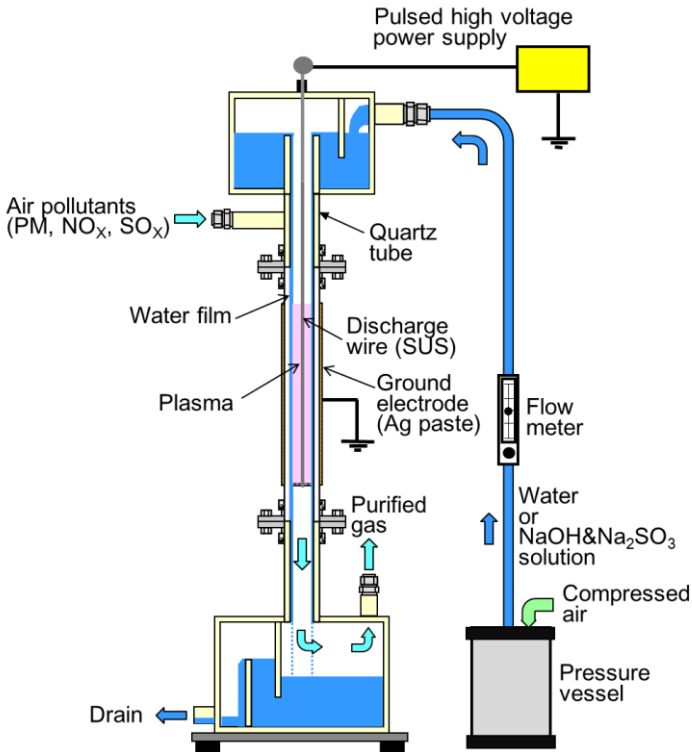 Pulsed high voltage
power supply
Air pollutants
(PM, NOX, SOX)
Quartz
tube
Water film
Discharge
wire (SUS)
Plasma
Ground
electrode
(Ag paste)
Flow
meter
Purified
gas
Water
or
NaOH&Na2SO3
solution
Compressed
air
Pressure
vessel
Drain